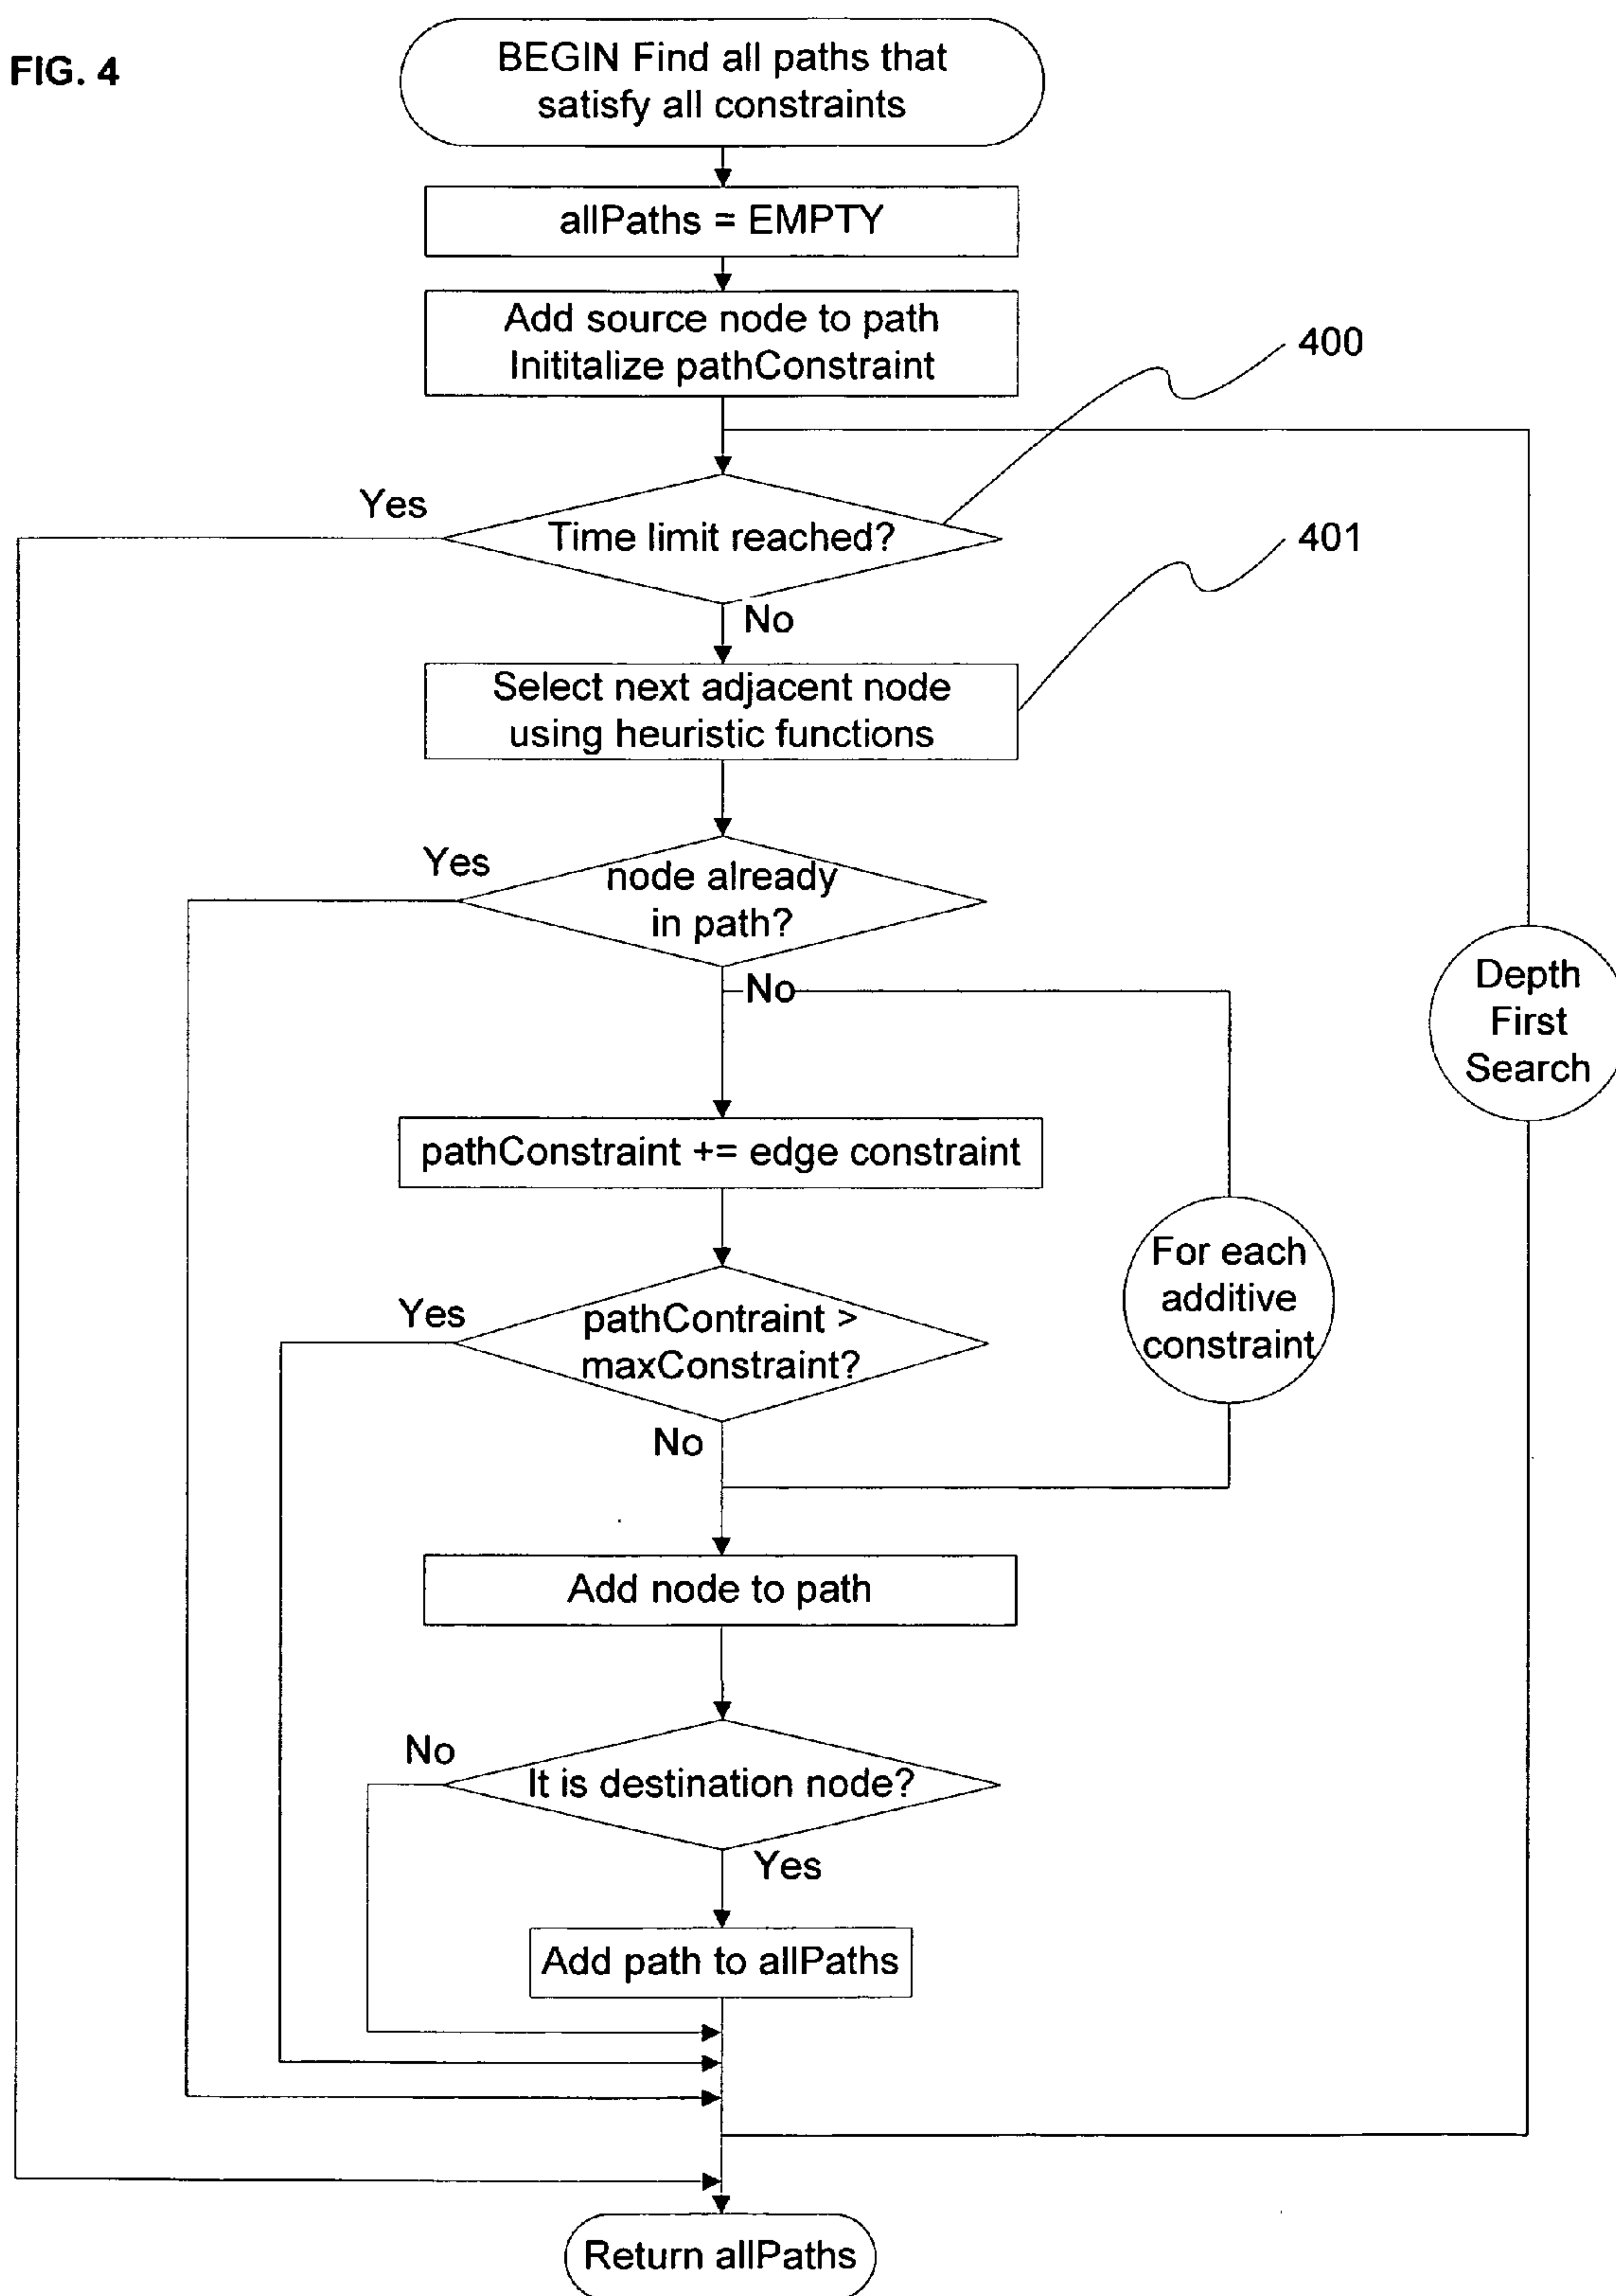 FIG. 4
BEGIN Find all paths that
satisfy all constraints
allPaths = EMPTY
Add source node to path
Inititalize pathConstraint
400
Yes
Time limit reached?
401
No
Select next adjacent node
using heuristic functions
Yes
node already
in path?
No
Depth
First
Search
pathConstraint += edge constraint
For each
additive
constraint
Yes
pathContraint >
maxConstraint?
No
Add node to path
No
It is destination node?
Yes
Add path to allPaths
Return allPaths